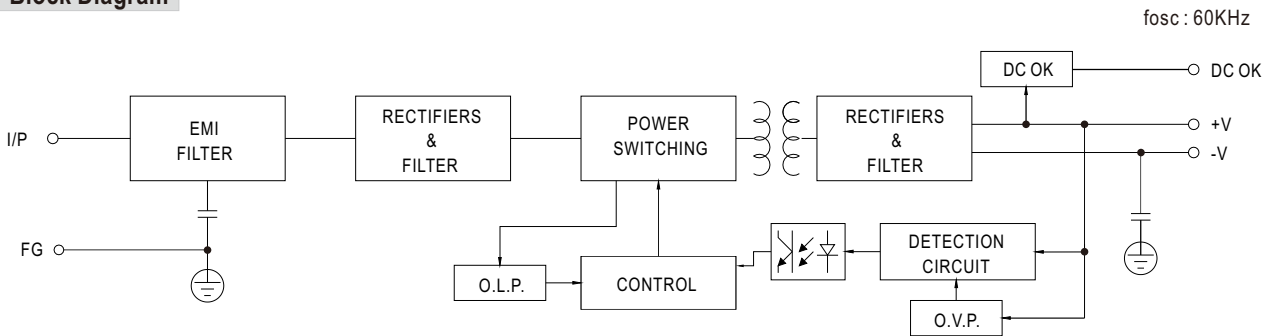 Block Diagram
fosc : 60KHz
I/P
EMI
FILTER
RECTIFIERS
&
FILTER
POWER
SWITCHING
RECTIFIERS
&
FILTER
DC OK
DC OK
+V
-V
FG
O.L.P.
CONTROL
DETECTION
CIRCUIT
O.V.P.